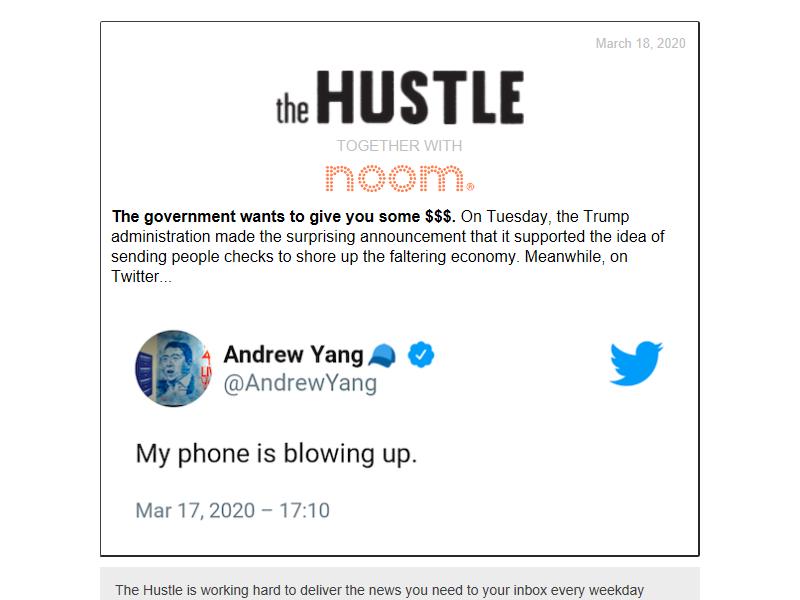 March 18, 2020
the HUSTLE
TOGETHER WITH
noom®
The government wants to give you some $$$. On Tuesday, the Trump
administration made the surprising announcement that it supported the idea of
sending people checks to shore up the faltering economy. Meanwhile, on
Twitter...
Andrew Yang
@AndrewYang
My phone is blowing up.
Mar 17, 2020 – 17:10
The Hustle is working hard to deliver the news you need to your inbox every weekday